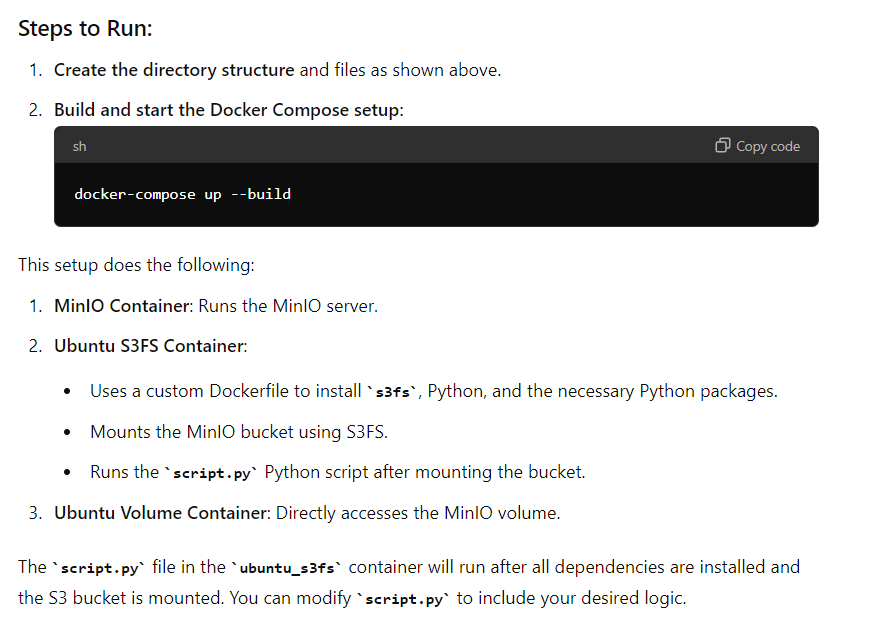 Steps to Run:
1. Create the directory structure and files as shown above.
2. Build and start the Docker Compose setup:
sh
Copy code
docker-compose up --build
This setup does the following:
1. MinIO Container: Runs the MinIO server.
2. Ubuntu S3FS Container:
• Uses a custom Dockerfile to install `s3fs`, Python, and the necessary Python packages.
• Mounts the MinIO bucket using S3FS.
• Runs the `script.py` Python script after mounting the bucket.
3. Ubuntu Volume Container: Directly accesses the MinIO volume.
The `script.py` file in the `ubuntu_s3fs` container will run after all dependencies are installed and
the S3 bucket is mounted. You can modify `script.py` to include your desired logic.